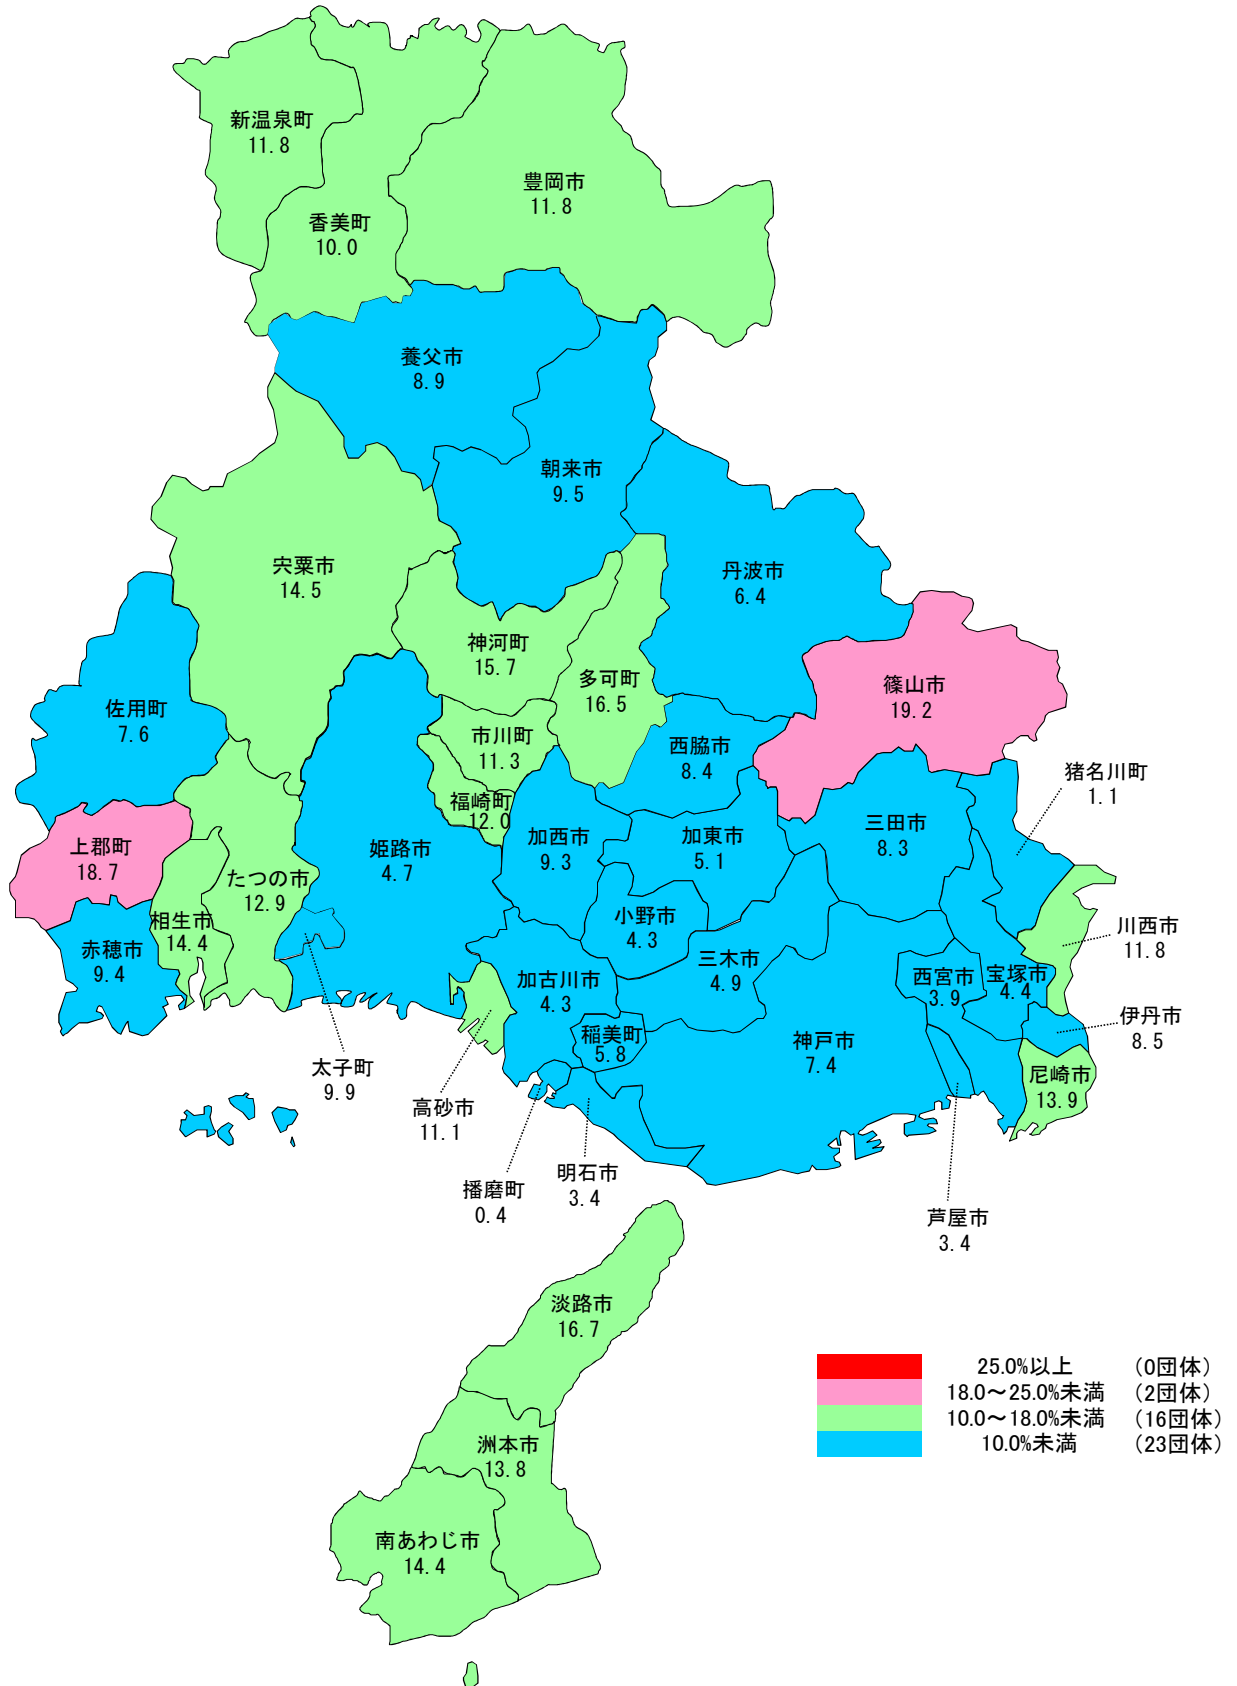 新温泉町
11.8
豊岡市
11.8
香美町
10.0
養父市
8.9
朝来市
9.5
宍粟市
14.5
丹波市
6.4
神河町
15.7
多可町
16.5
篠山市
19.2
佐用町
7.6
市川町
11.3
西脇市
8.4
猪名川町
1.1
福崎町
12.0
上郡町
18.7
姫路市
4.7
加西市
9.3
加東市
5.1
三田市
8.3
たつの市
12.9
相生市
14.4
小野市
4.3
川西市
11.8
赤穂市
9.4
加古川市
4.3
三木市
4.9
西宮市
3.9
宝塚市
4.4
伊丹市
8.5
稲美町
5.8
神戸市
7.4
太子町
9.9
尼崎市
13.9
高砂市
11.1
播磨町
0.4
明石市
3.4
芦屋市
3.4
淡路市
16.7
洲本市
13.8
南あわじ市
14.4
25.0%以上 (0団体)
18.0～25.0%未満 (2団体)
10.0～18.0%未満 (16団体)
10.0%未満 (23団体)